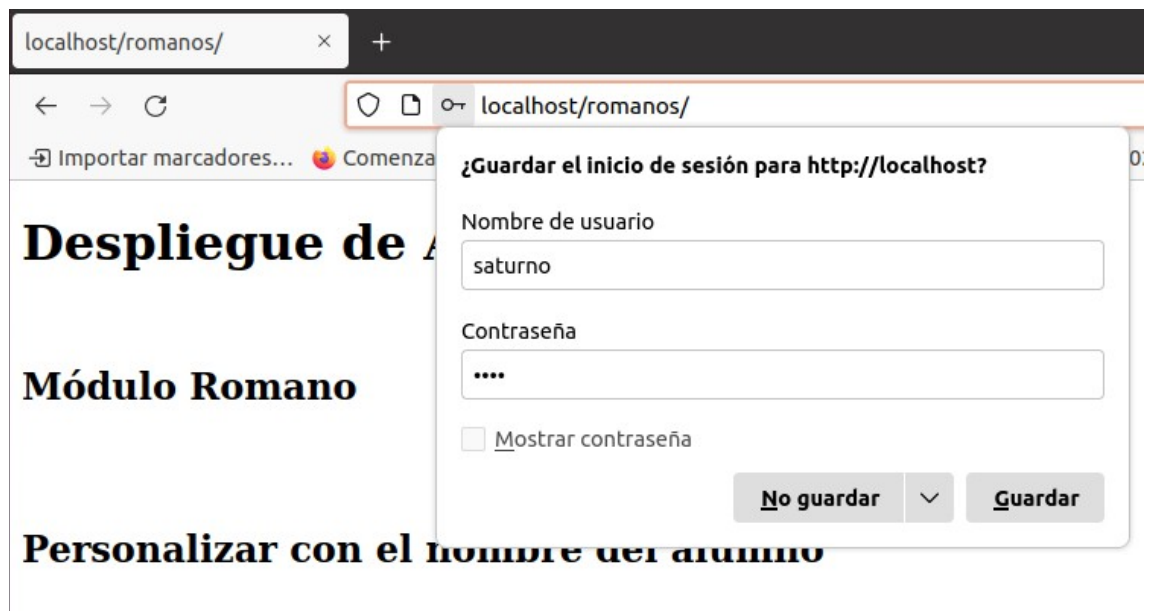 localhost/romanos/
localhost/romanos/
Importar marcadores...
¿Guardar el inicio de sesión para http://localhost?
Despliegue de
Nombre de usuario
saturno
Contraseña
Módulo Romano
Mostrar contraseña
No guardar
Guardar
Personalizar con el nombre del alumno